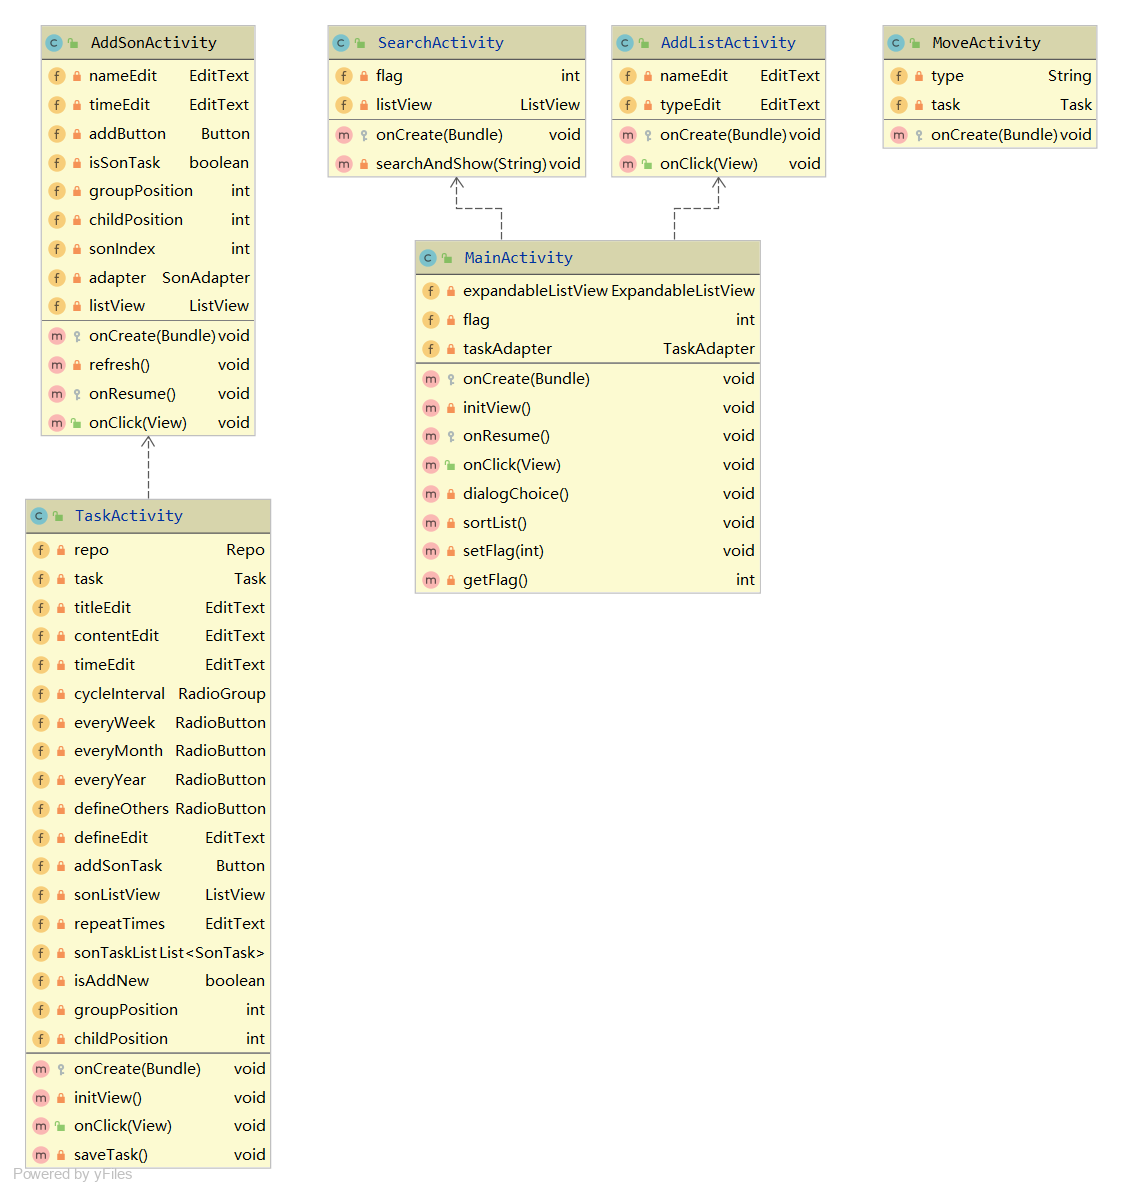 AddSonActivity
nameEdit EditText
timeEdit EditText
addButton Button
isSonTask boolean
groupPosition int
childPosition int
sonIndex int
adapter SonAdapter
listView ListView
onCreate(Bundle) void
refresh() void
onResume() void
onClick(View) void
SearchActivity
flag int
listView ListView
onCreate(Bundle) void
searchAndShow(String) void
AddListActivity
nameEdit EditText
typeEdit EditText
onCreate(Bundle) void
onClick(View) void
MoveActivity
type String
task Task
onCreate(Bundle) void
MainActivity
expandableListView ExpandableListView
flag int
taskAdapter TaskAdapter
onCreate(Bundle) void
initView() void
onResume() void
onClick(View) void
dialogChoice() void
sortList() void
setFlag(int) void
getFlag() int
TaskActivity
repo Repo
task Task
titleEdit EditText
contentEdit EditText
timeEdit EditText
cycleInterval RadioGroup
everyWeek RadioButton
everyMonth RadioButton
everyYear RadioButton
defineOthers RadioButton
defineEdit EditText
addSonTask Button
sonListView ListView
repeatTimes EditText
sonTaskList List<SonTask>
isAddNew boolean
groupPosition int
childPosition int
onCreate(Bundle) void
initView() void
onClick(View) void
saveTask() void
Powered by yFiles